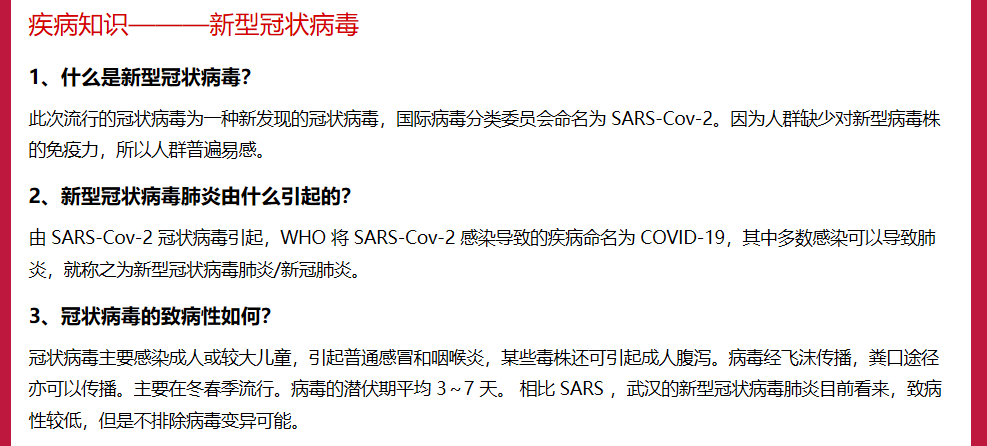 疾病知识————新型冠状病毒
1、什么是新型冠状病毒？
此次流行的冠状病毒为一种新发现的冠状病毒，国际病毒分类委员会命名为 SARS-Cov-2。因为人群缺少对新型病毒株
的免疫力，所以人群普遍易感。
2、新型冠状病毒肺炎由什么引起的？
由 SARS-Cov-2 冠状病毒引起，WHO 将 SARS-Cov-2 感染导致的疾病命名为 COVID-19，其中多数感染可以导致肺
炎，就称之为新型冠状病毒肺炎/新冠肺炎。
3、冠状病毒的致病性如何？
冠状病毒主要感染成人或较大儿童，引起普通感冒和咽喉炎，某些毒株还可引起成人腹泻。病毒经飞沫传播，粪口途径
亦可以传播。主要在冬春季流行。病毒的潜伏期平均 3～7 天。 相比 SARS ，武汉的新型冠状病毒肺炎目前看来，致病
性较低，但是不排除病毒变异可能。